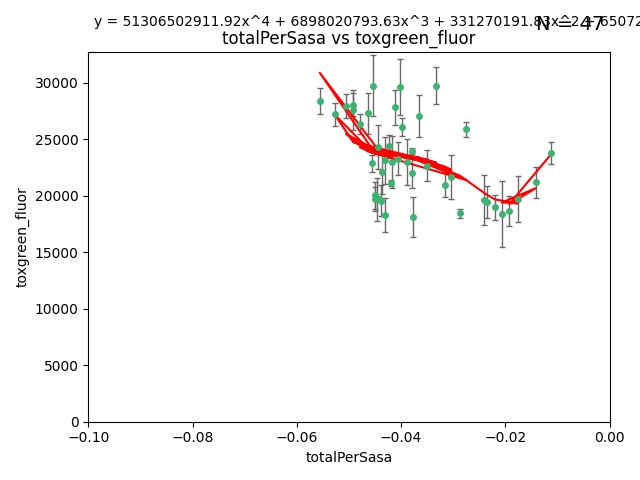 y = 51306502911.92x^4 + 6898020793.63x^3 + 331270191.83x^2 + 65072
N = 47
totalPerSasa vs toxgreen_fluor
toxgreen_fluor
30000
25000
20000
15000
10000
5000
0
−0.10 −0.08 −0.06 −0.04 −0.02 0.00
totalPerSasa